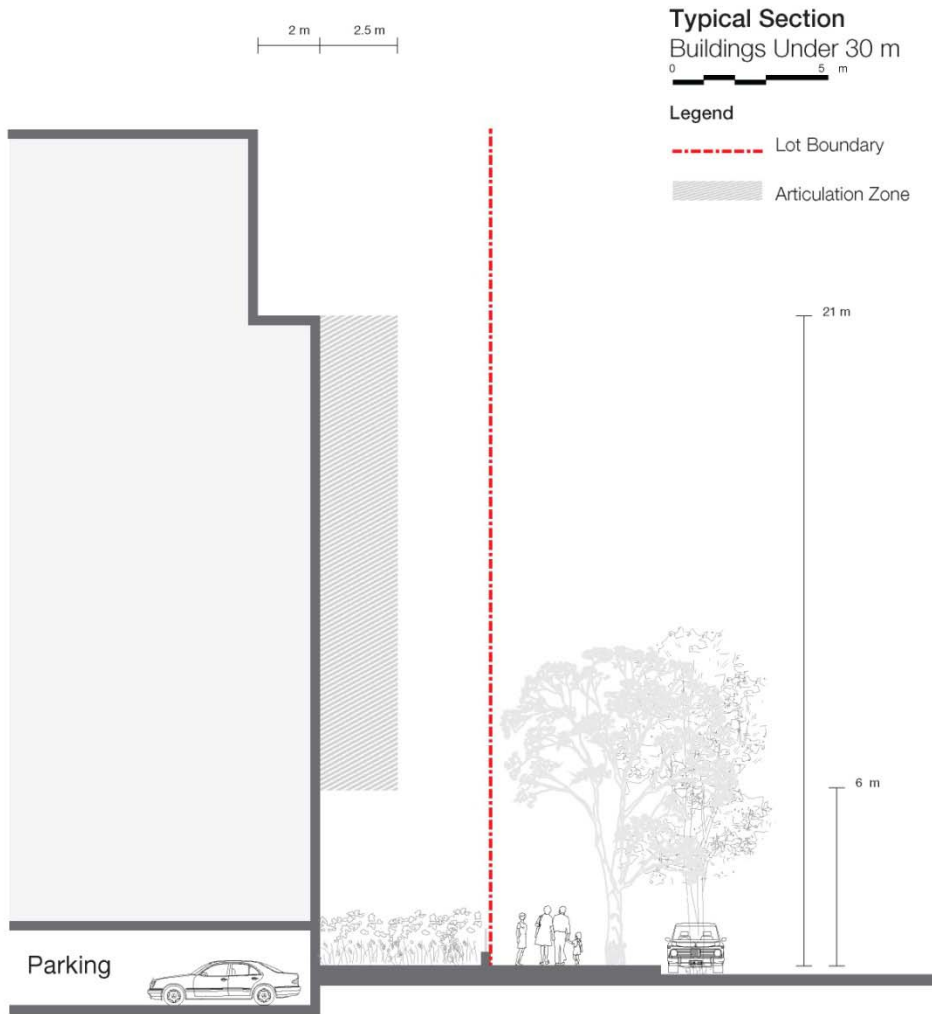 Typical Section
Buildings Under 30 m
0 5 m
Legend
Lot Boundary
Articulation Zone
2 m 2.5 m
21 m
6 m
Parking